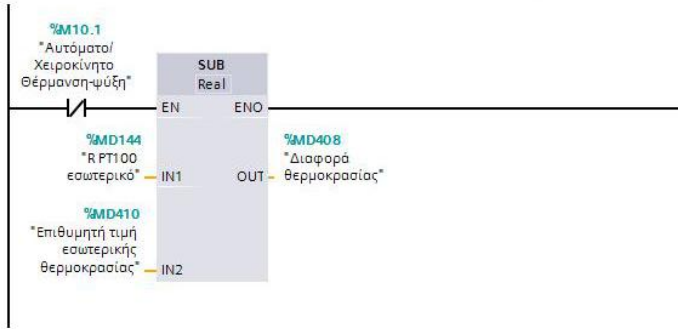 %M10.1
"Αυτόματο/
Χειροκίνητο
Θέρμανση-ψύξη"
SUB
Real
EN
ENO
%MD144
"R PT100
εσωτερικό"
IN1
%MD408
"Διαφορά
θερμοκρασίας"
OUT
%MD410
"Επιθυμητή τιμή
εσωτερικής
θερμοκρασίας"
IN2